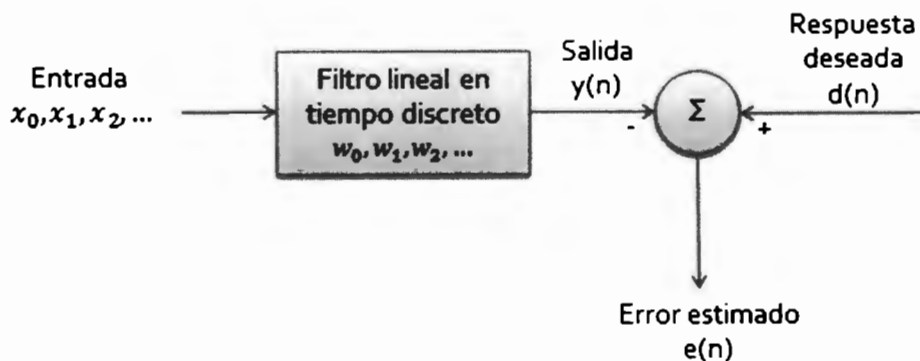 Entrada
x₀,x₁,x₂,...
Filtro lineal en
tiempo discreto
w₀,w₁,w₂,...
Salida
y(n)
-
Σ
+
Respuesta
deseada
d(n)
Error estimado
e(n)